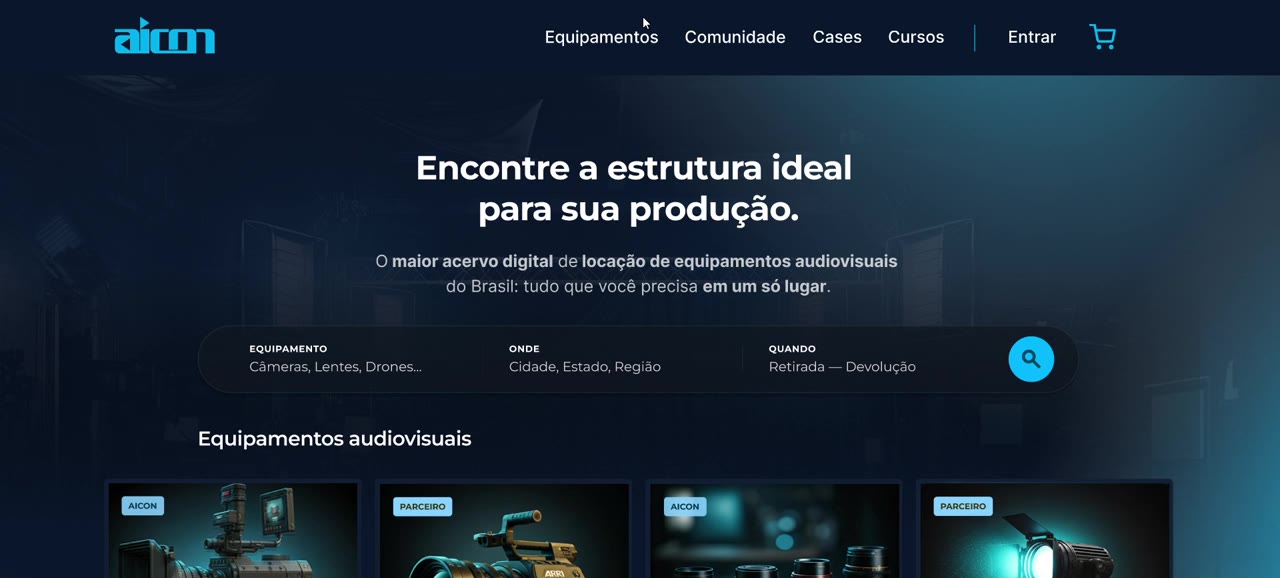 aicon
Equipamentos Comunidade Cases Cursos Entrar
Encontre a estrutura ideal
para sua produção.
O maior acervo digital de locação de equipamentos audiovisuais
do Brasil: tudo que você precisa em um só lugar.
EQUIPAMENTO
Câmeras, Lentes, Drones...
ONDE
Cidade, Estado, Região
QUANDO
Retirada — Devolução
Equipamentos audiovisuais
AICON
PARCEIRO
ARRI
AICON
PARCEIRO